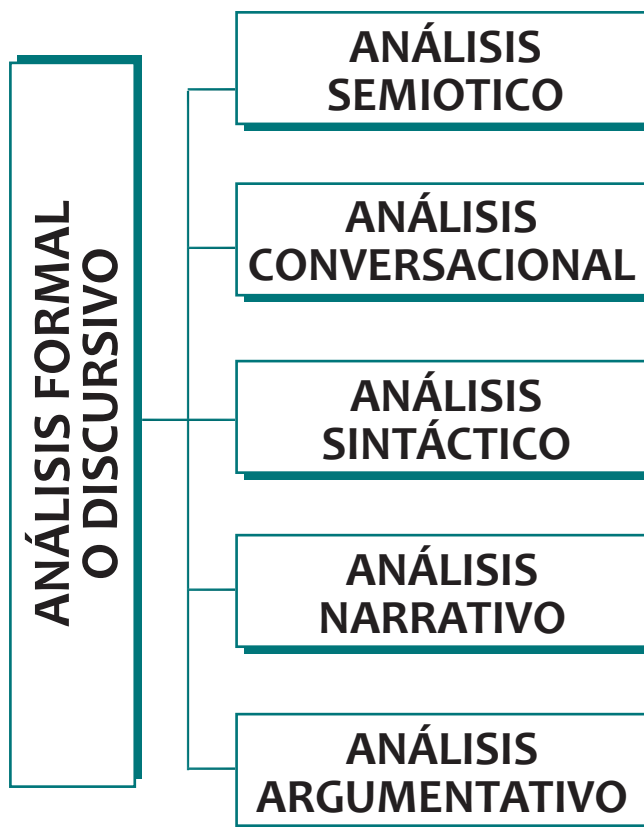 ANÁLISIS FORMAL
O DISCURSIVO
ANÁLISIS
SEMIOTICO
ANÁLISIS
CONVERSACIONAL
ANÁLISIS
SINTÁCTICO
ANÁLISIS
NARRATIVO
ANÁLISIS
ARGUMENTATIVO